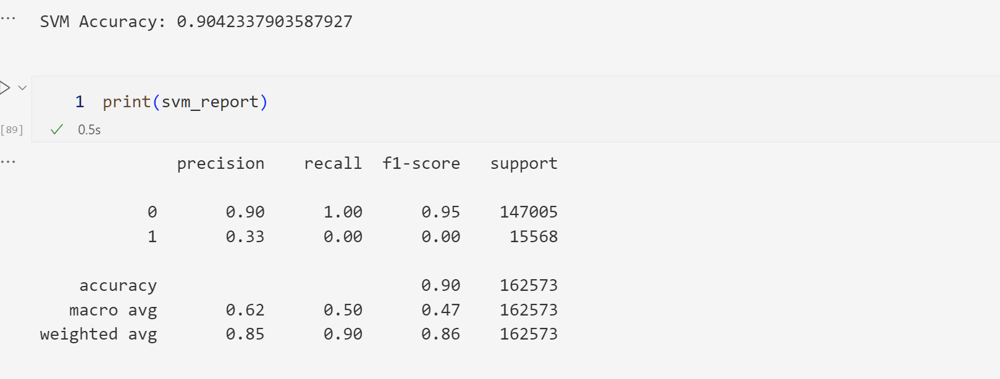 SVM Accuracy: 0.9042337903587927
1 print(svm_report)
[89] 0.5s
precision recall f1-score support
0 0.90 1.00 0.95 147005
1 0.33 0.00 0.00 15568
accuracy 0.90 162573
macro avg 0.62 0.50 0.47 162573
weighted avg 0.85 0.90 0.86 162573